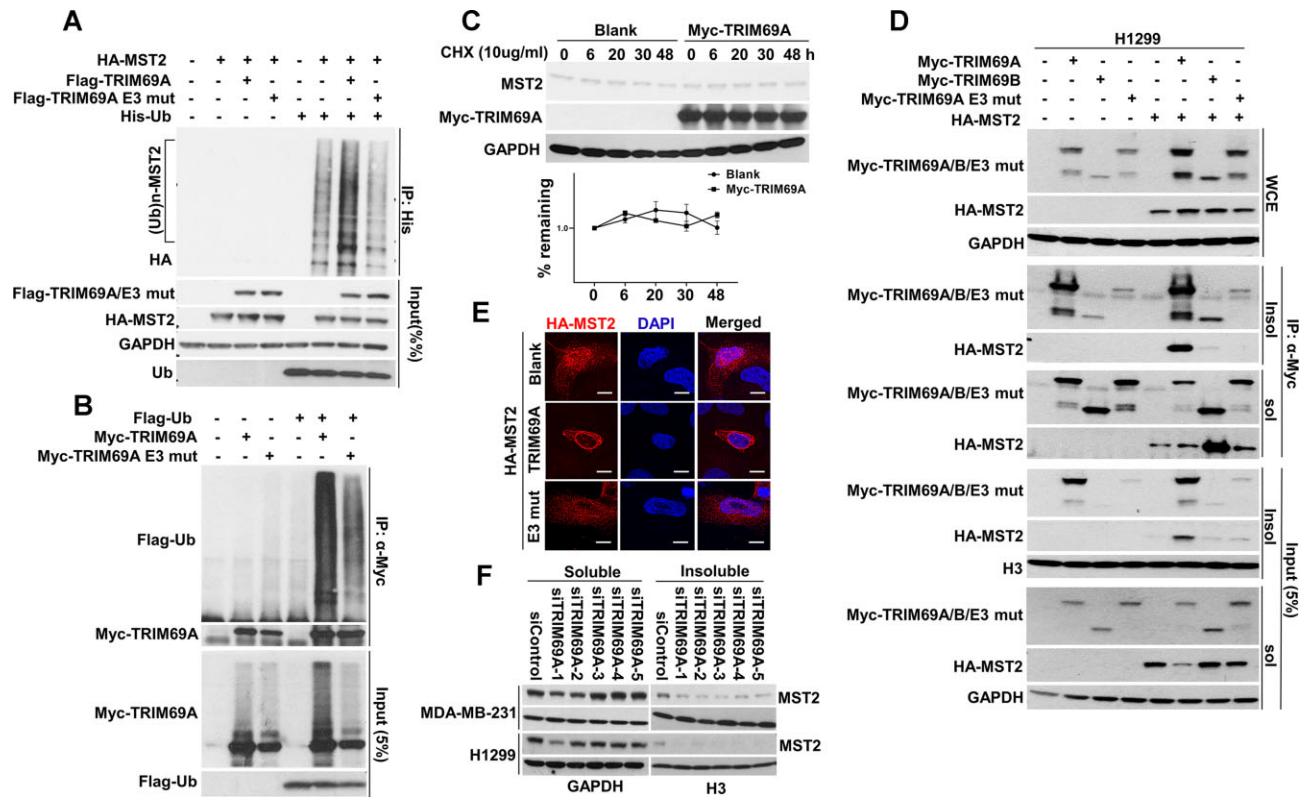 A
HA-MST2 - + + + - + + +
Flag-TRIM69A - - + - - - + -
Flag-TRIM69A E3 mut - - - + - - - +
His-Ub - - - - + + + +
(Ub)n-MST2
HA
IP: His
Flag-TRIM69A/E3 mut
HA-MST2
GAPDH
Ub
Input(%%)
B
Flag-Ub - - - + + +
Myc-TRIM69A - + - - + -
Myc-TRIM69A E3 mut - - + - - +
Flag-Ub
Myc-TRIM69A
IP: α-Myc
Myc-TRIM69A
Flag-Ub
Input (5%)
C
Blank Myc-TRIM69A
CHX (10ug/ml) 0 6 20 30 48 0 6 20 30 48 h
MST2
Myc-TRIM69A
GAPDH
Blank
Myc-TRIM69A
% remaining
1.0
0 6 20 30 48
E
HA-MST2 DAPI Merged
HA-MST2
Blank
TRIM69A
E3 mut
F
Soluble Insoluble
siControl siTRIM69A-1 siTRIM69A-2 siTRIM69A-3 siTRIM69A-4 siTRIM69A-5 siControl siTRIM69A-1 siTRIM69A-2 siTRIM69A-3 siTRIM69A-4 siTRIM69A-5
MDA-MB-231 MST2
H1299 MST2
GAPDH H3
D
H1299
Myc-TRIM69A - + - - - + - -
Myc-TRIM69B - - + - - - + -
Myc-TRIM69A E3 mut - - - + - - - +
HA-MST2 - - - - + + + +
Myc-TRIM69A/B/E3 mut
HA-MST2
GAPDH
WCE
Myc-TRIM69A/B/E3 mut
HA-MST2
Insol
Myc-TRIM69A/B/E3 mut
HA-MST2
sol
IP: α-Myc
Myc-TRIM69A/B/E3 mut
HA-MST2
H3
Insol
Myc-TRIM69A/B/E3 mut
HA-MST2
GAPDH
sol
Input (5%)